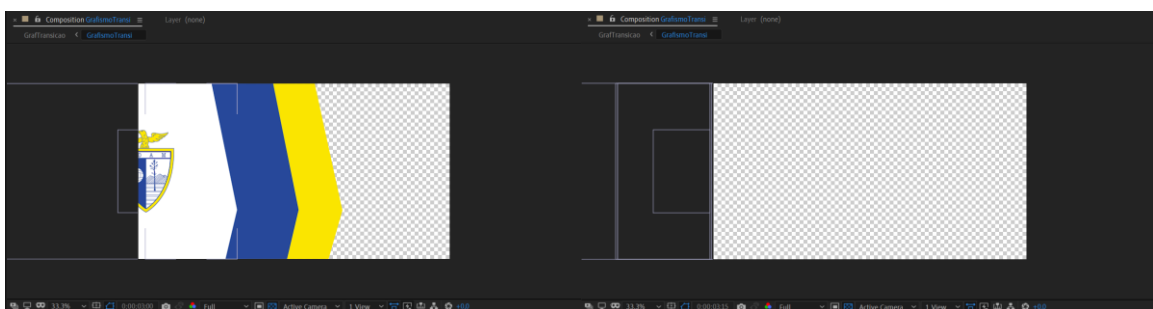 × Composition GrafismoTransi ≡ Layer (none)
GrafTransicao < GrafismoTransi
33.3% 0:00:03:00 Full Active Camera 1 View +0.0
× Composition GrafismoTransi ≡ Layer (none)
GrafTransicao < GrafismoTransi
33.3% 0:00:03:15 Full Active Camera 1 View +0.0